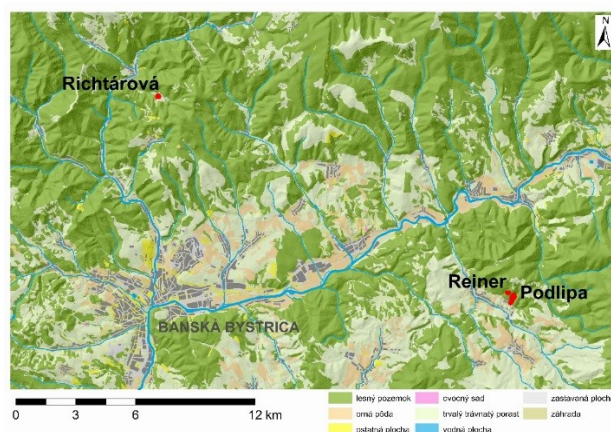 N
Richtárová
Reiner
Podlipa
BANSKÁ BYSTRICA
0 3 6 12 km
lesný pozemok
orná pôda
ostatná plocha
ovocný sad
trvalý trávnatý porast
vodná plocha
zastavaná plocha
záhrada